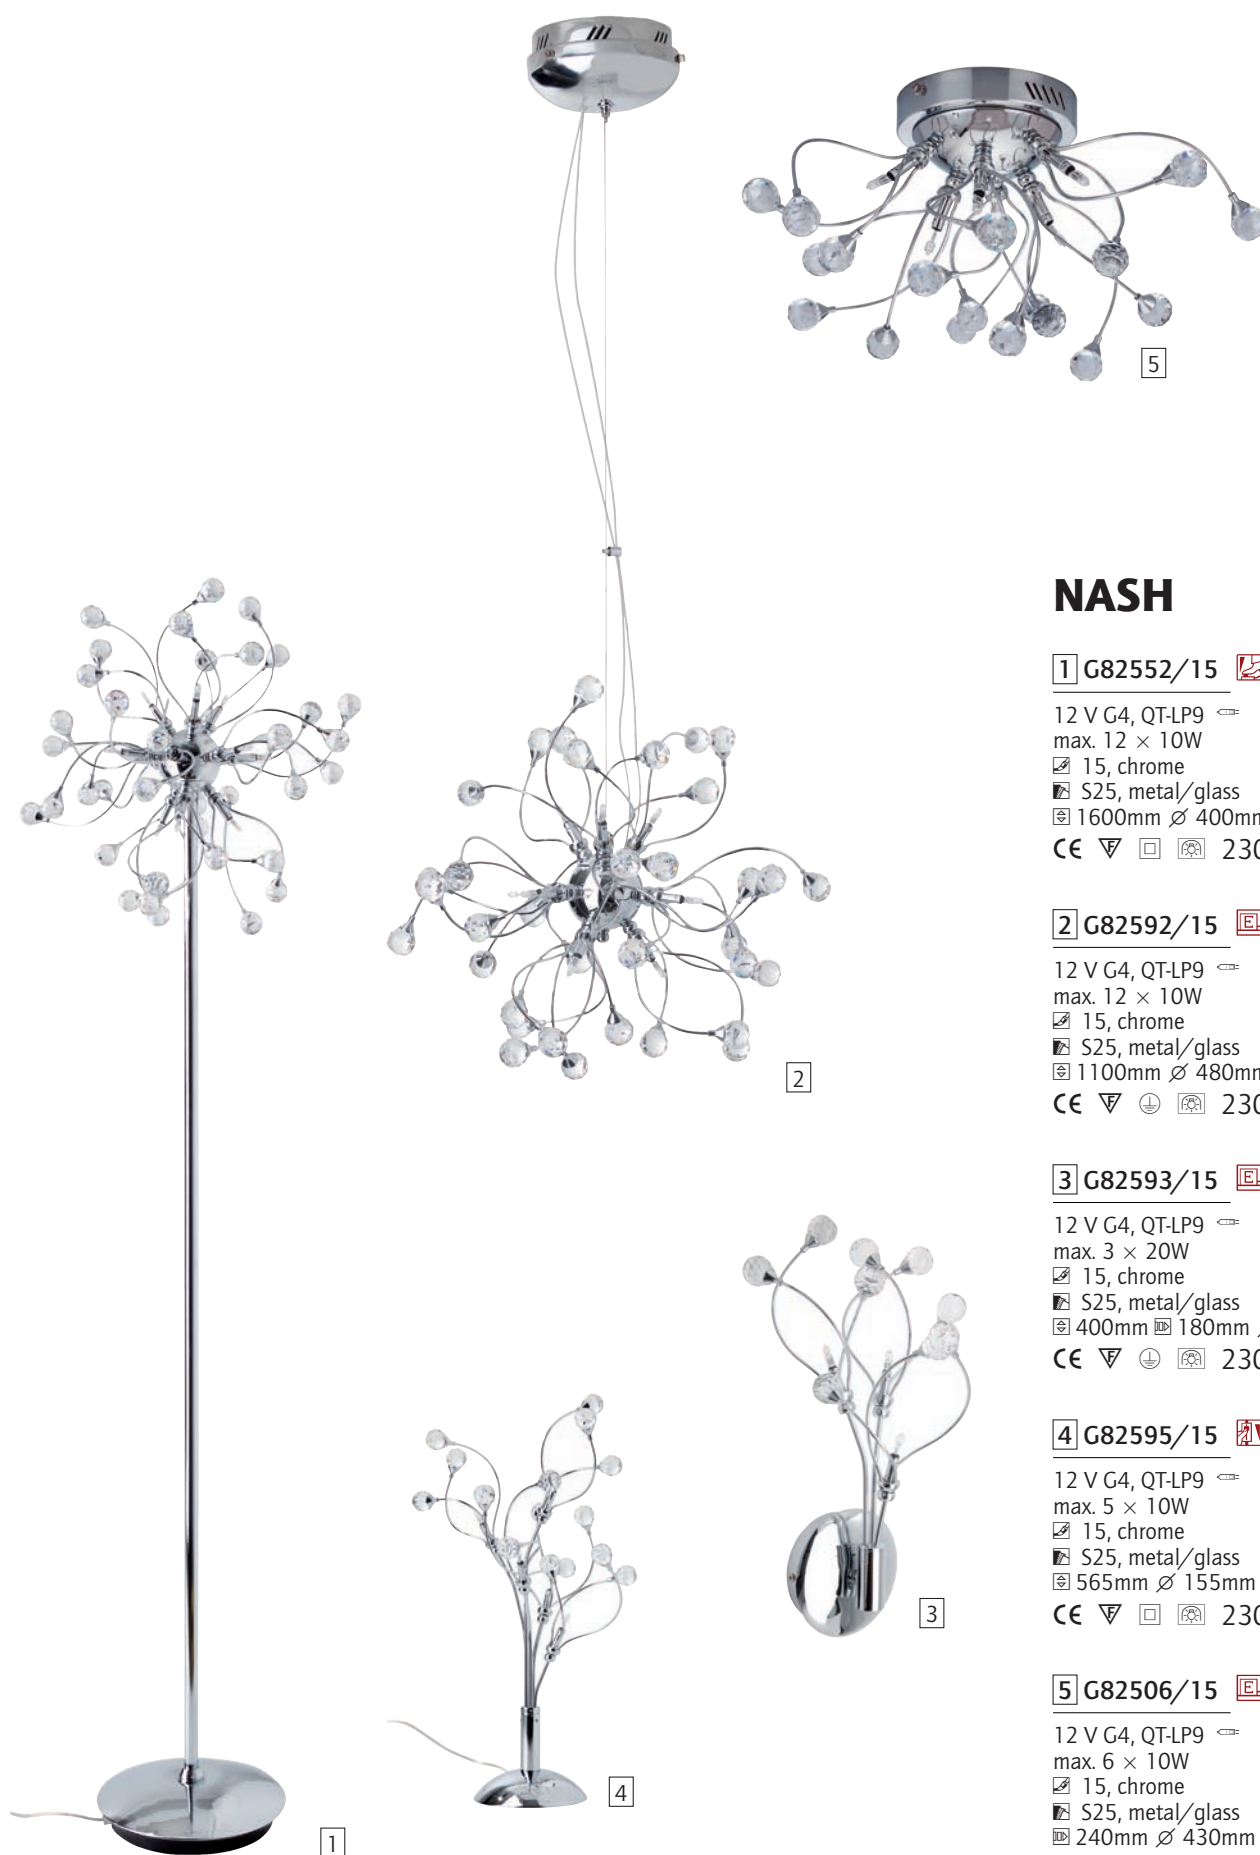 5
NASH
1 G82552/15
12 V G4, QT-LP9
max. 12 × 10W
15, chrome
S25, metal/glass
1600mm ⌀ 400mm
CE F 230
2 G82592/15
12 V G4, QT-LP9
max. 12 × 10W
15, chrome
S25, metal/glass
1100mm ⌀ 480mm
CE F 230
3 G82593/15
12 V G4, QT-LP9
max. 3 × 20W
15, chrome
S25, metal/glass
400mm 180mm
CE F 230
4 G82595/15
12 V G4, QT-LP9
max. 5 × 10W
15, chrome
S25, metal/glass
565mm ⌀ 155mm
CE F 230
5 G82506/15
12 V G4, QT-LP9
max. 6 × 10W
15, chrome
S25, metal/glass
240mm ⌀ 430mm
2
3
4
1